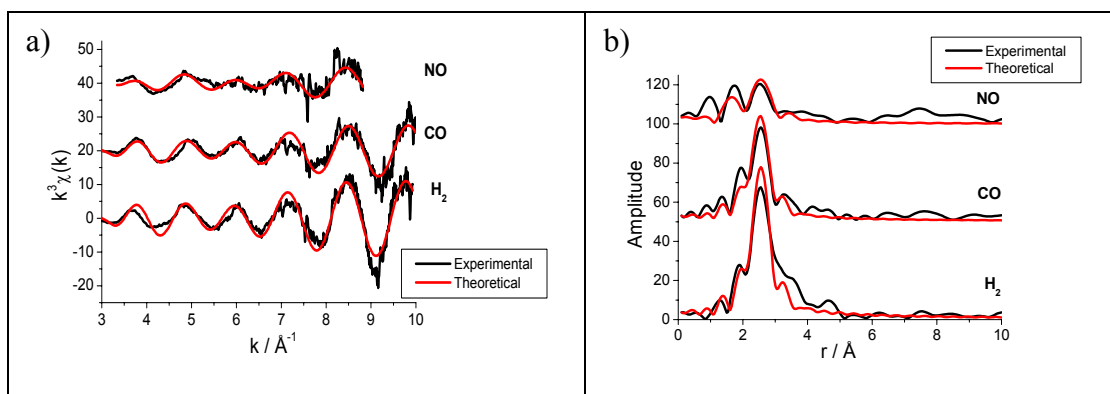 a)
k³χ(k)
50
40
30
20
10
0
-10
-20
NO
CO
H₂
Experimental
Theoretical
3 4 5 6 7 8 9 10
k / Å⁻¹
b)
Amplitude
120
100
80
60
40
20
0
Experimental
Theoretical
NO
CO
H₂
0 2 4 6 8 10
r / Å